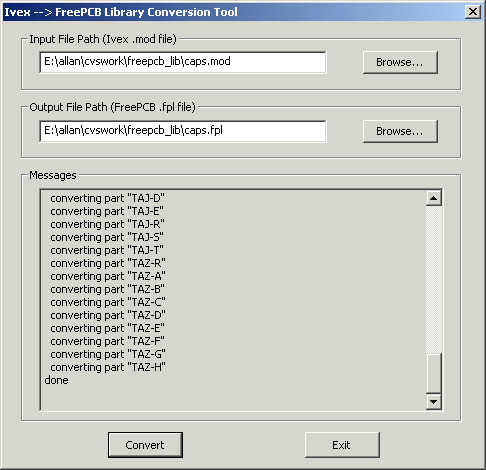 Ivex --> FreePCB Library Conversion Tool
Input File Path (Ivex .mod file)
E:\allan\cvswork\freepcb_lib\caps.mod
Browse...
Output File Path (FreePCB .fpl file)
E:\allan\cvswork\freepcb_lib\caps.fpl
Browse...
Messages
converting part "TAJ-D"
converting part "TAJ-E"
converting part "TAJ-R"
converting part "TAJ-S"
converting part "TAJ-T"
converting part "TAZ-R"
converting part "TAZ-A"
converting part "TAZ-B"
converting part "TAZ-C"
converting part "TAZ-D"
converting part "TAZ-E"
converting part "TAZ-F"
converting part "TAZ-G"
converting part "TAZ-H"
done
Convert
Exit